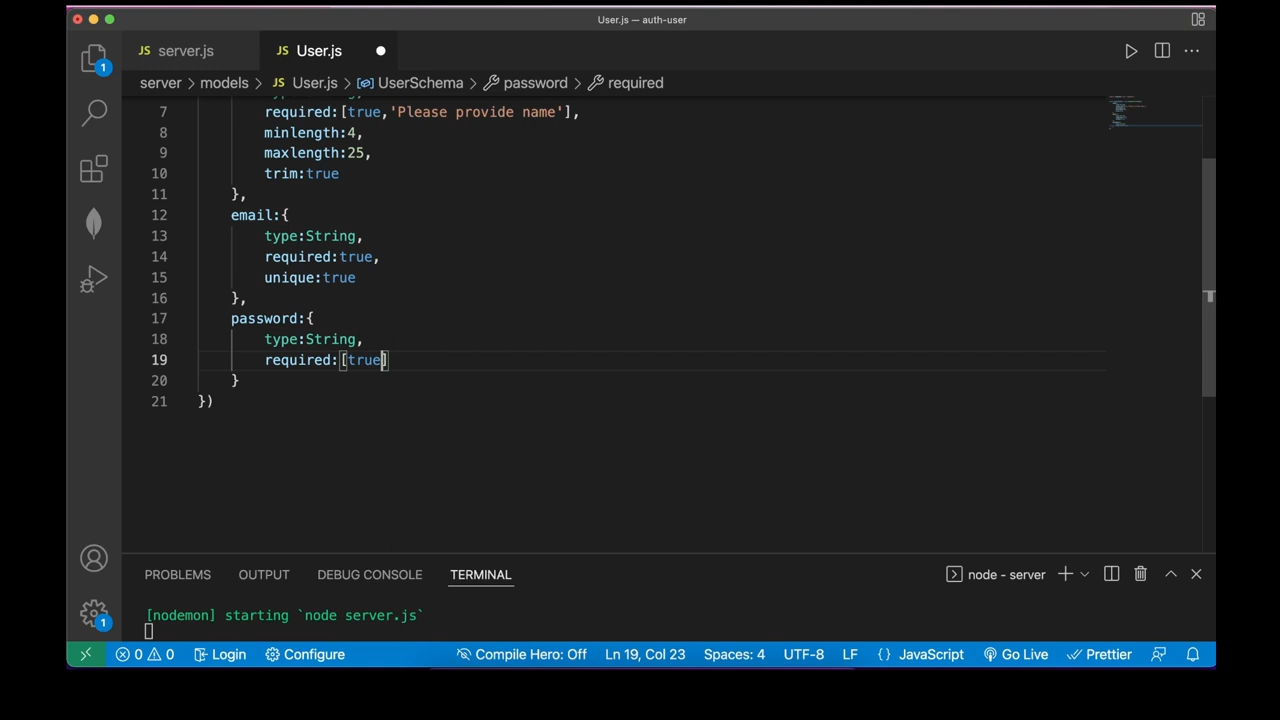 User.js — auth-user
JS server.js
JS User.js
1
server > models > JS User.js > UserSchema > password > required
7 required:[true,'Please provide name'],
8 minlength:4,
9 maxlength:25,
10 trim:true
11 },
12 email:{
13 type:String,
14 required:true,
15 unique:true
16 },
17 password:{
18 type:String,
19 required:[true]
20 }
21 })
PROBLEMS OUTPUT DEBUG CONSOLE TERMINAL node - server
[nodemon] starting `node server.js`
1
0 0 Login Configure Compile Hero: Off Ln 19, Col 23 Spaces: 4 UTF-8 LF {} JavaScript Go Live Prettier